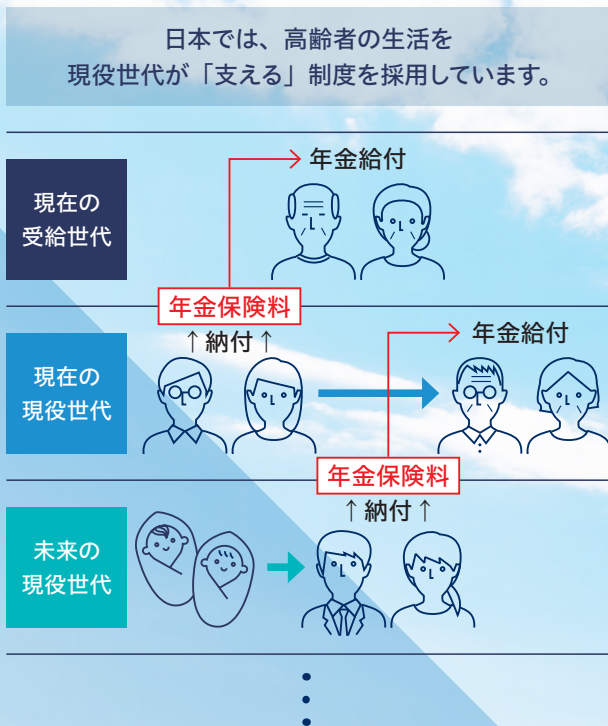 日本では、高齢者の生活を
現役世代が「支える」制度を採用しています。
現在の
受給世代
年金給付
年金保険料
↑納付↑
現在の
現役世代
年金給付
年金保険料
↑納付↑
未来の
現役世代